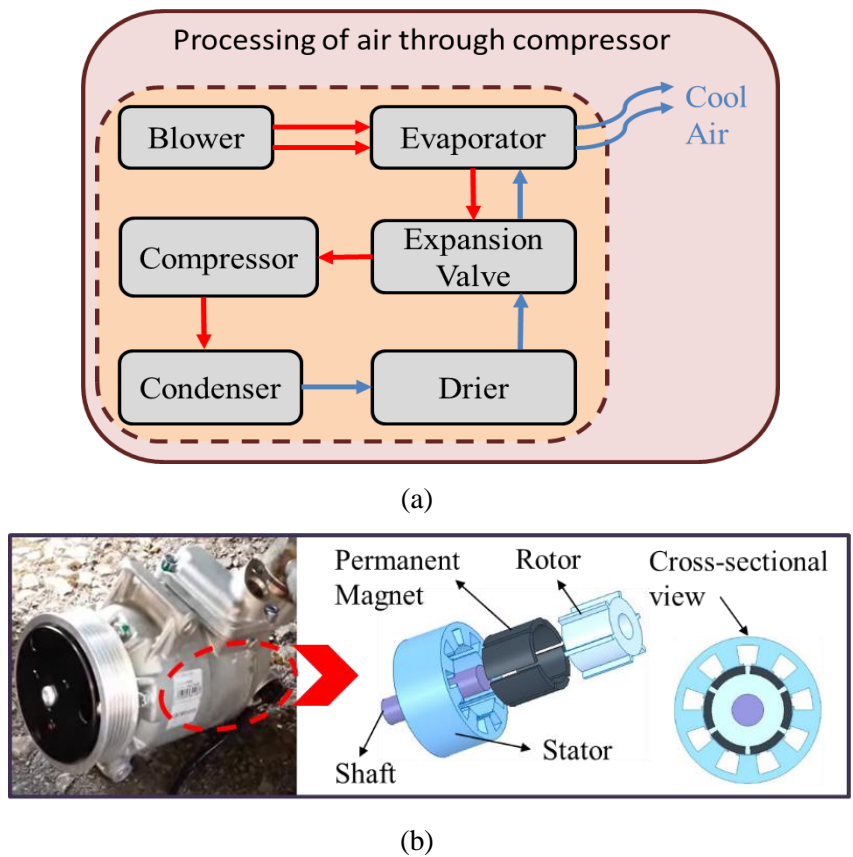 Processing of air through compressor
Blower
Evaporator
Cool
Air
Compressor
Expansion
Valve
Condenser
Drier
(a)
Permanent
Magnet
Rotor
Cross-sectional
view
Shaft
Stator
(b)